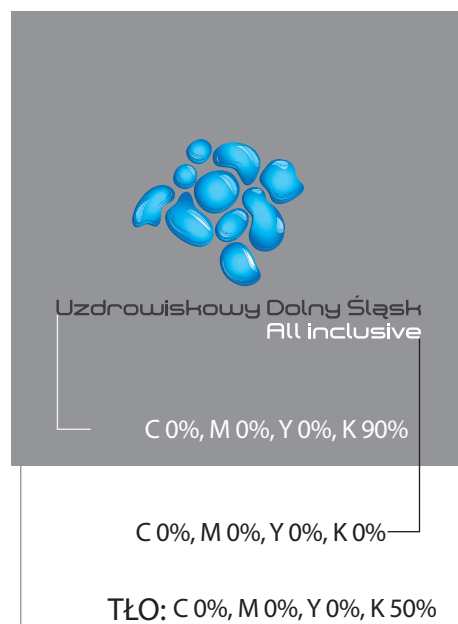 Uzdrowiskowy Dolny Śląsk
All inclusive
C 0%, M 0%, Y 0%, K 90%
C 0%, M 0%, Y 0%, K 0%
TŁO: C 0%, M 0%, Y 0%, K 50%